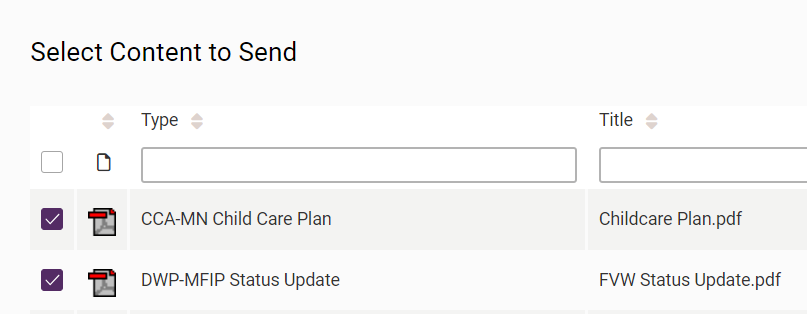 Select Content to Send
Type Title
CCA-MN Child Care Plan Childcare Plan.pdf
DWP-MFIP Status Update FVW Status Update.pdf